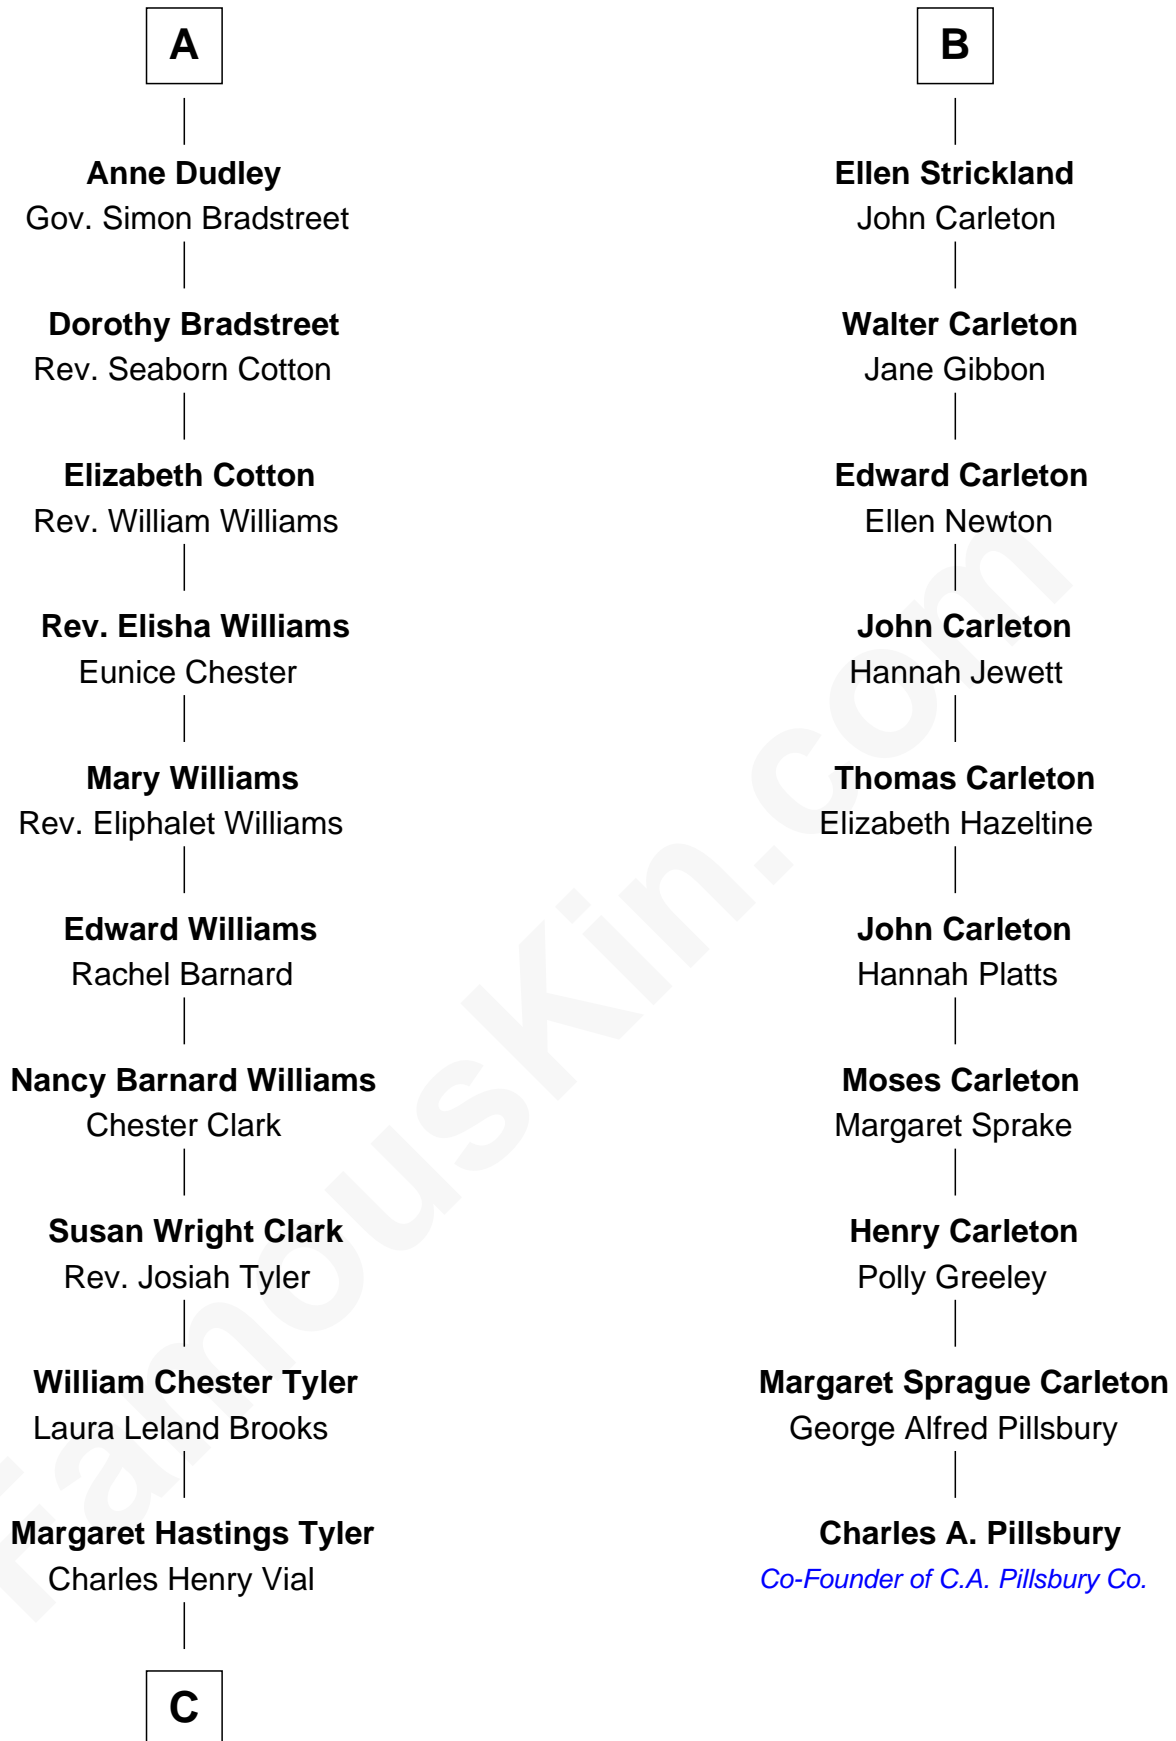 A
Anne Dudley
Gov. Simon Bradstreet
Dorothy Bradstreet
Rev. Seaborn Cotton
Elizabeth Cotton
Rev. William Williams
Rev. Elisha Williams
Eunice Chester
Mary Williams
Rev. Eliphalet Williams
Edward Williams
Rachel Barnard
Nancy Barnard Williams
Chester Clark
Susan Wright Clark
Rev. Josiah Tyler
William Chester Tyler
Laura Leland Brooks
Margaret Hastings Tyler
Charles Henry Vial
C
B
Ellen Strickland
John Carleton
Walter Carleton
Jane Gibbon
Edward Carleton
Ellen Newton
John Carleton
Hannah Jewett
Thomas Carleton
Elizabeth Hazeltine
John Carleton
Hannah Platts
Moses Carleton
Margaret Sprake
Henry Carleton
Polly Greeley
Margaret Sprague Carleton
George Alfred Pillsbury
Charles A. Pillsbury
Co-Founder of C.A. Pillsbury Co.
FamousKin.com